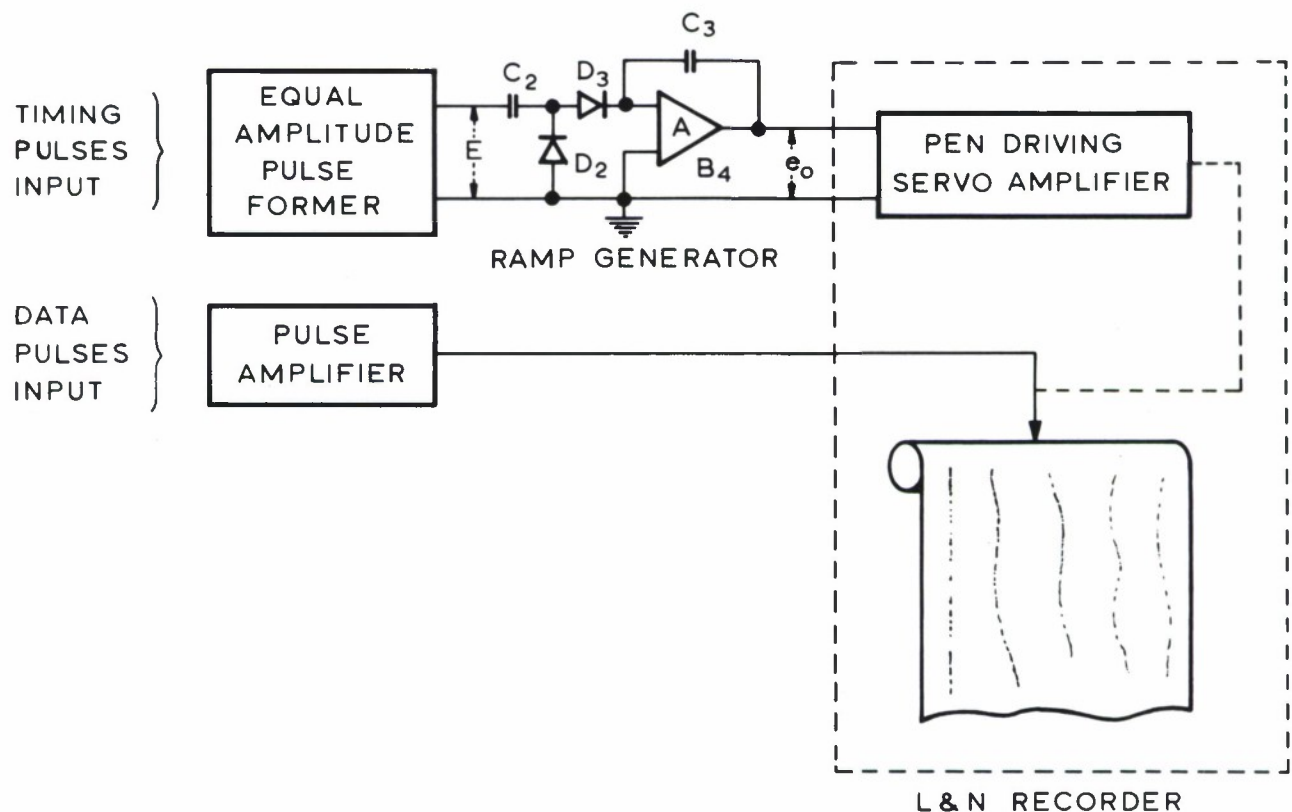 TIMING
PULSES
INPUT
EQUAL
AMPLITUDE
PULSE
FORMER
E
C2
D3
D2
C3
A
B4
eo
RAMP GENERATOR
PEN DRIVING
SERVO AMPLIFIER
DATA
PULSES
INPUT
PULSE
AMPLIFIER
L&N RECORDER